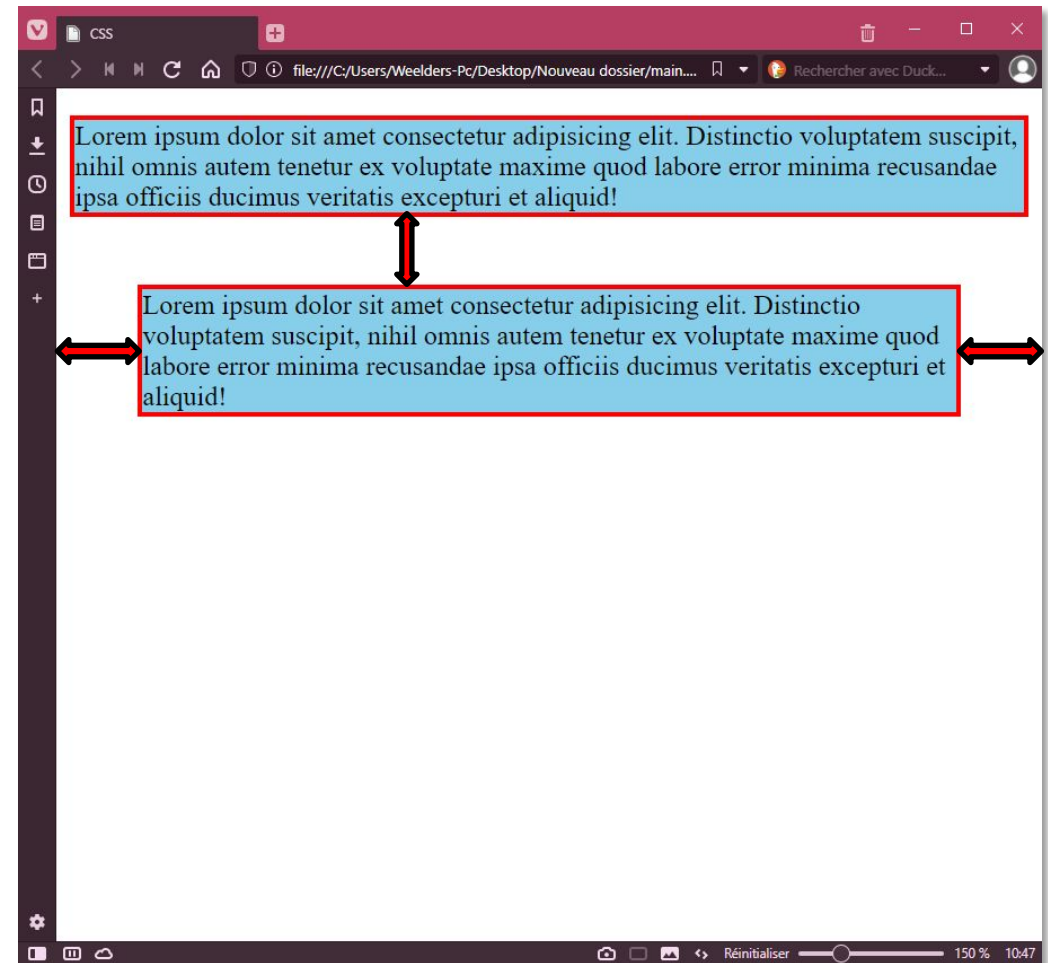 CSS
file:///C:/Users/Weelders-Pc/Desktop/Nouveau dossier/main....
Rechercher avec Duck...
Lorem ipsum dolor sit amet consectetur adipisicing elit. Distinctio voluptatem suscipit,
nihil omnis autem tenetur ex voluptate maxime quod labore error minima recusandae
ipsa officiis ducimus veritatis excepturi et aliquid!
Lorem ipsum dolor sit amet consectetur adipisicing elit. Distinctio
voluptatem suscipit, nihil omnis autem tenetur ex voluptate maxime quod
labore error minima recusandae ipsa officiis ducimus veritatis excepturi et
aliquid!
Réinitialiser 150 % 10:47